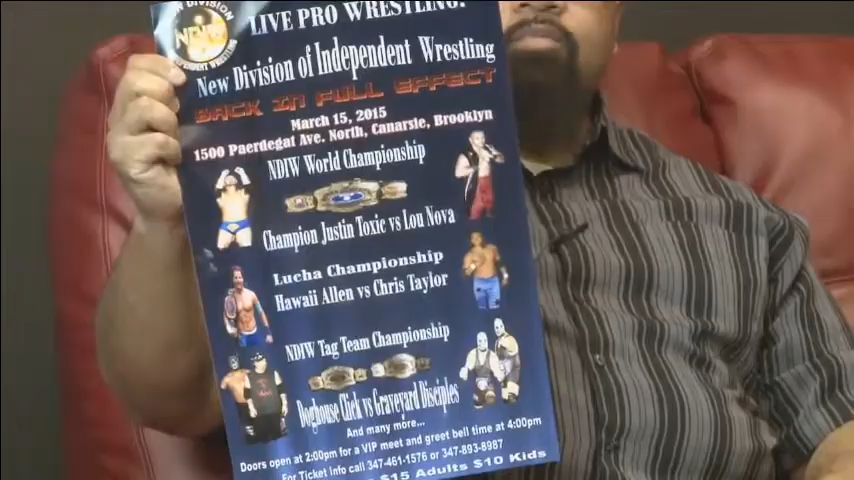 LIVE PRO WRESTLING!
New Division of Independent Wrestling
BACK IN FULL EFFECT
March 15, 2015
1500 Paerdegat Ave. North, Canarsie, Brooklyn
NDIW World Championship
Champion Justin Toxic vs Lou Nova
Lucha Championship
Hawaii Allen vs Chris Taylor
NDIW Tag Team Championship
Doghouse Click vs Graveyard Disciples
And many more...
Doors open at 2:00pm for a VIP meet and greet bell time at 4:00pm
For Ticket info call 347-461-1576 or 347-893-8987
$15 Adults $10 Kids